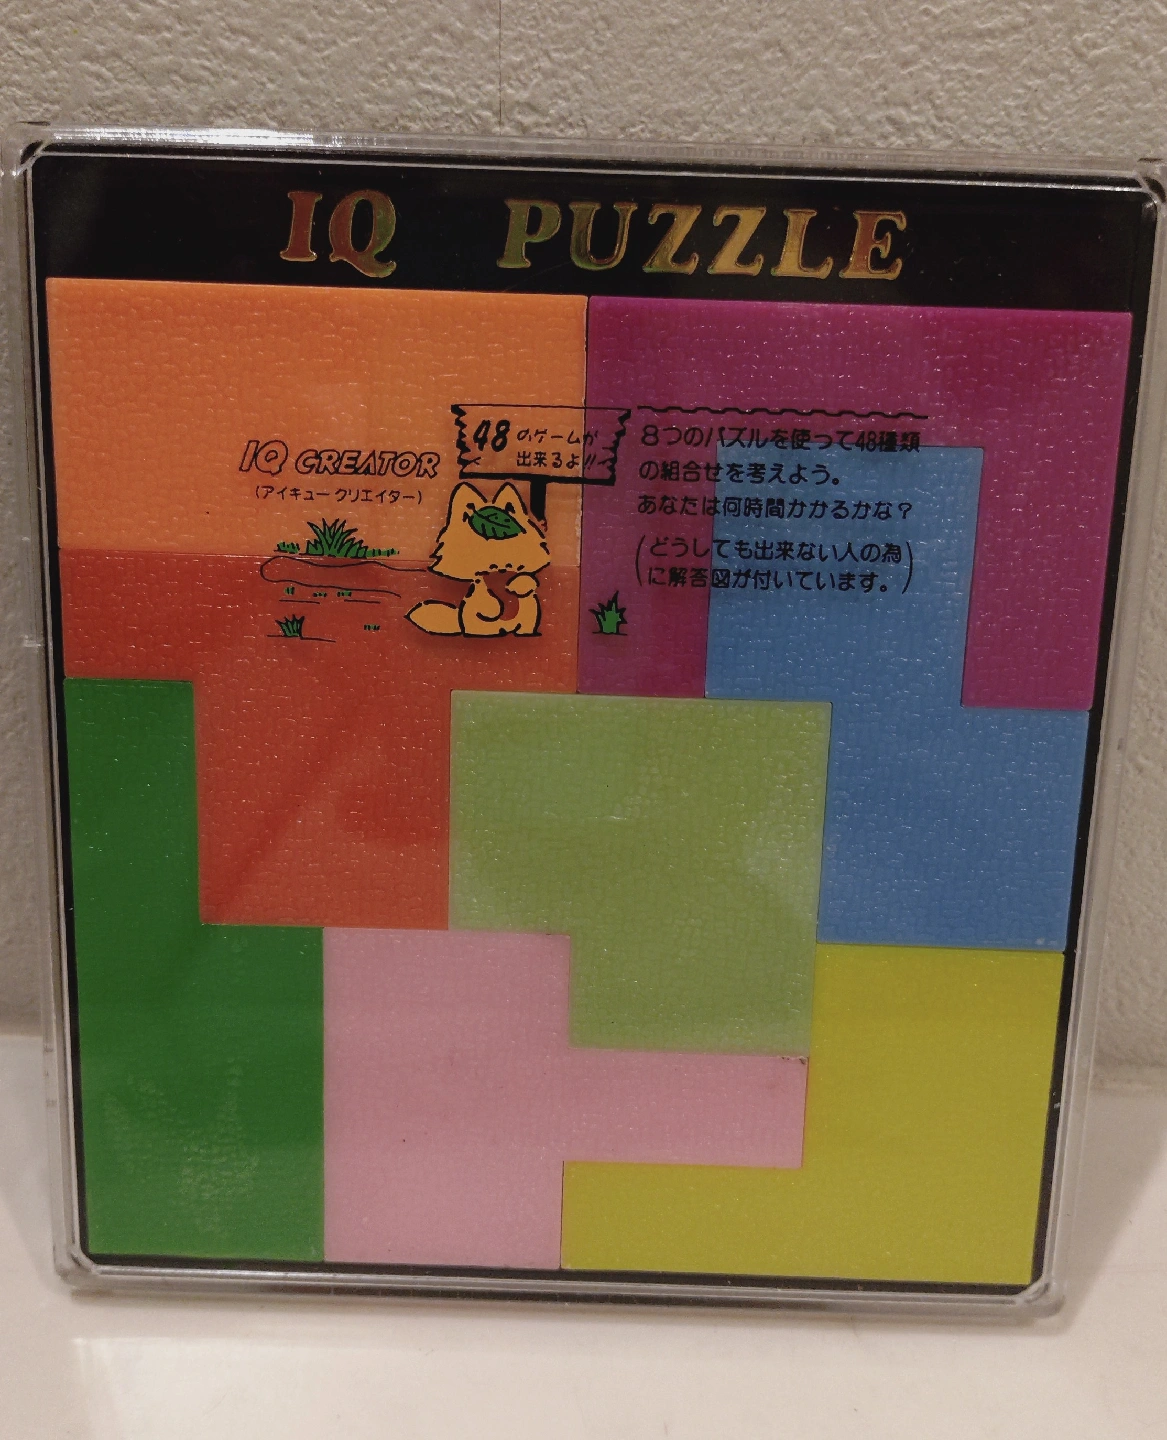 IQ PUZZLE
IQ CREATOR
(アイキュー クリエイター)
48のゲームが
出来るよ!!
8つのパズルを使って48種類
の組合せを考えよう。
あなたは何時間かかるかな?
(どうしても出来ない人の為
に解答図が付いています。)